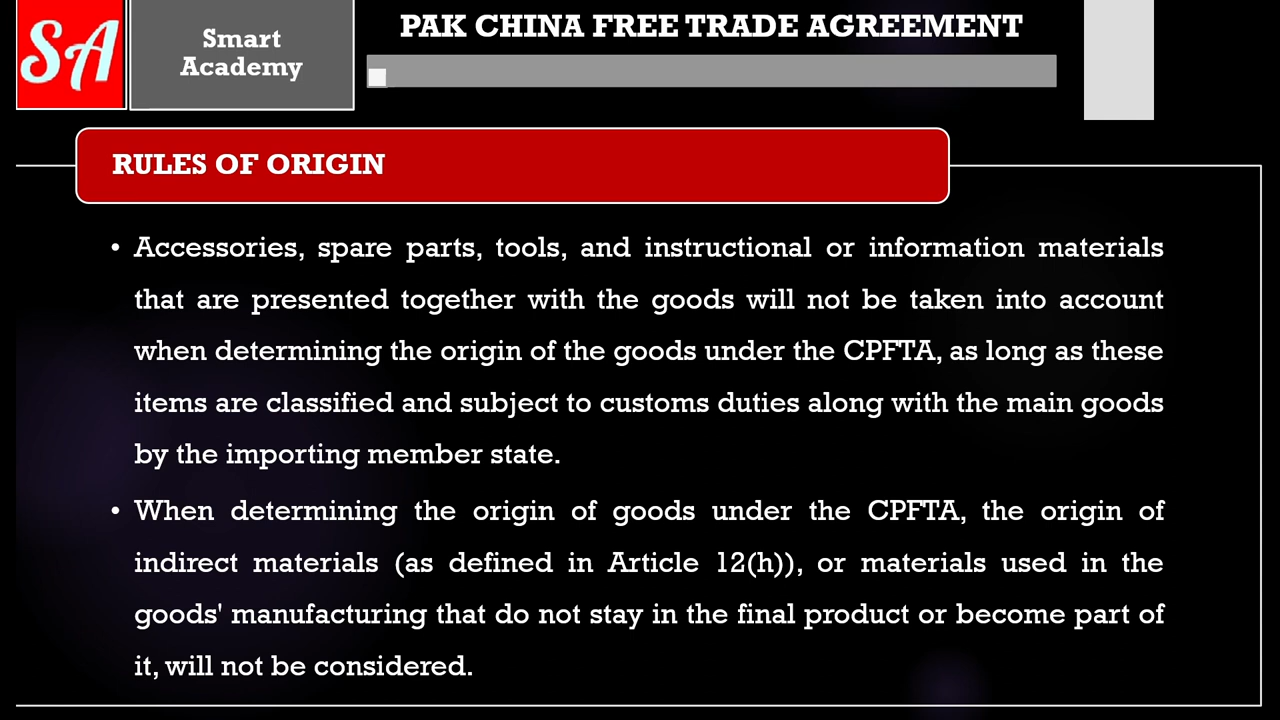 SA
Smart
Academy
PAK CHINA FREE TRADE AGREEMENT
RULES OF ORIGIN
• Accessories, spare parts, tools, and instructional or information materials
that are presented together with the goods will not be taken into account
when determining the origin of the goods under the CPFTA, as long as these
items are classified and subject to customs duties along with the main goods
by the importing member state.
• When determining the origin of goods under the CPFTA, the origin of
indirect materials (as defined in Article 12(h)), or materials used in the
goods' manufacturing that do not stay in the final product or become part of
it, will not be considered.